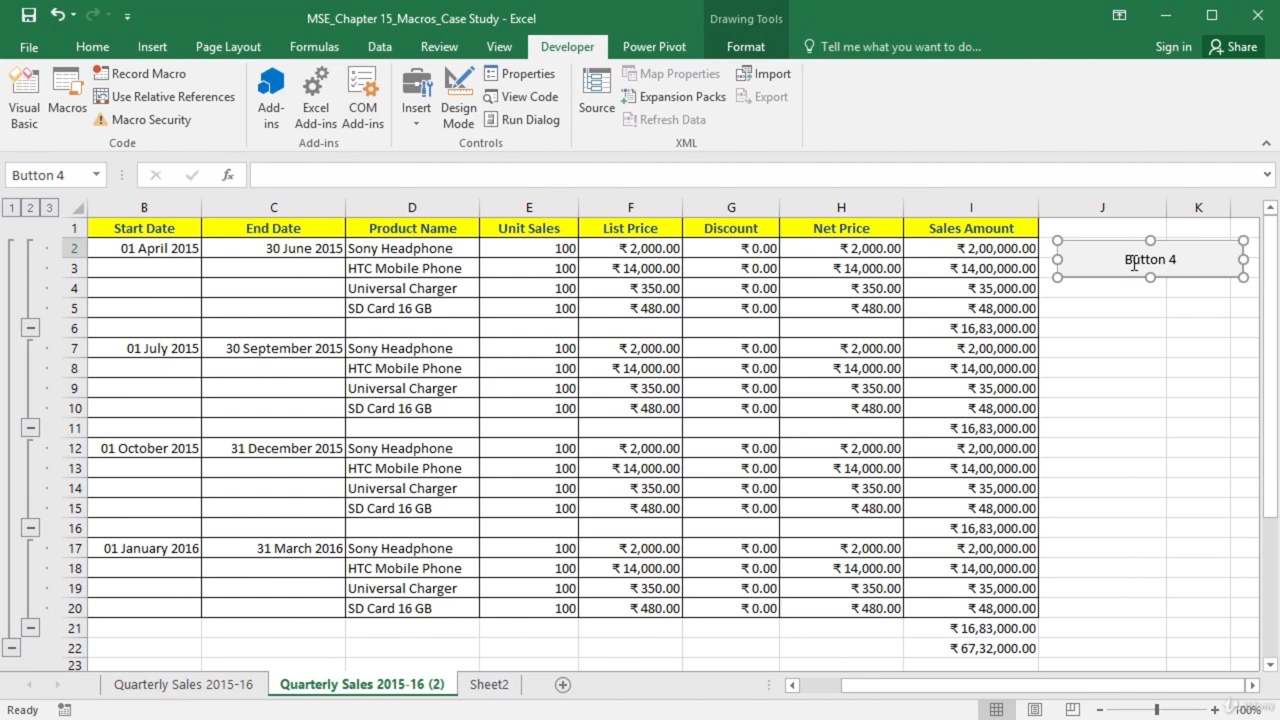 MSE_Chapter 15_Macros_Case Study - Excel
Drawing Tools
File Home Insert Page Layout Formulas Data Review View Developer Power Pivot Format Tell me what you want to do... Sign in Share
Visual Basic
Macros
Record Macro
Use Relative References
Macro Security
Code
Add-ins
Excel Add-ins
COM Add-ins
Add-ins
Insert
Design Mode
Properties
View Code
Run Dialog
Controls
Source
Map Properties
Expansion Packs
Refresh Data
Import
Export
XML
Button 4
fx
1 2 3
B C D E F G H I J K
1 Start Date End Date Product Name Unit Sales List Price Discount Net Price Sales Amount
2 01 April 2015 30 June 2015 Sony Headphone 100 ₹ 2,000.00 ₹ 0.00 ₹ 2,000.00 ₹ 2,00,000.00
Button 4
3 HTC Mobile Phone 100 ₹ 14,000.00 ₹ 0.00 ₹ 14,000.00 ₹ 14,00,000.00
4 Universal Charger 100 ₹ 350.00 ₹ 0.00 ₹ 350.00 ₹ 35,000.00
5 SD Card 16 GB 100 ₹ 480.00 ₹ 0.00 ₹ 480.00 ₹ 48,000.00
6 ₹ 16,83,000.00
7 01 July 2015 30 September 2015 Sony Headphone 100 ₹ 2,000.00 ₹ 0.00 ₹ 2,000.00 ₹ 2,00,000.00
8 HTC Mobile Phone 100 ₹ 14,000.00 ₹ 0.00 ₹ 14,000.00 ₹ 14,00,000.00
9 Universal Charger 100 ₹ 350.00 ₹ 0.00 ₹ 350.00 ₹ 35,000.00
10 SD Card 16 GB 100 ₹ 480.00 ₹ 0.00 ₹ 480.00 ₹ 48,000.00
11 ₹ 16,83,000.00
12 01 October 2015 31 December 2015 Sony Headphone 100 ₹ 2,000.00 ₹ 0.00 ₹ 2,000.00 ₹ 2,00,000.00
13 HTC Mobile Phone 100 ₹ 14,000.00 ₹ 0.00 ₹ 14,000.00 ₹ 14,00,000.00
14 Universal Charger 100 ₹ 350.00 ₹ 0.00 ₹ 350.00 ₹ 35,000.00
15 SD Card 16 GB 100 ₹ 480.00 ₹ 0.00 ₹ 480.00 ₹ 48,000.00
16 ₹ 16,83,000.00
17 01 January 2016 31 March 2016 Sony Headphone 100 ₹ 2,000.00 ₹ 0.00 ₹ 2,000.00 ₹ 2,00,000.00
18 HTC Mobile Phone 100 ₹ 14,000.00 ₹ 0.00 ₹ 14,000.00 ₹ 14,00,000.00
19 Universal Charger 100 ₹ 350.00 ₹ 0.00 ₹ 350.00 ₹ 35,000.00
20 SD Card 16 GB 100 ₹ 480.00 ₹ 0.00 ₹ 480.00 ₹ 48,000.00
21 ₹ 16,83,000.00
22 ₹ 67,32,000.00
23
Quarterly Sales 2015-16 Quarterly Sales 2015-16 (2) Sheet2
Ready 100%